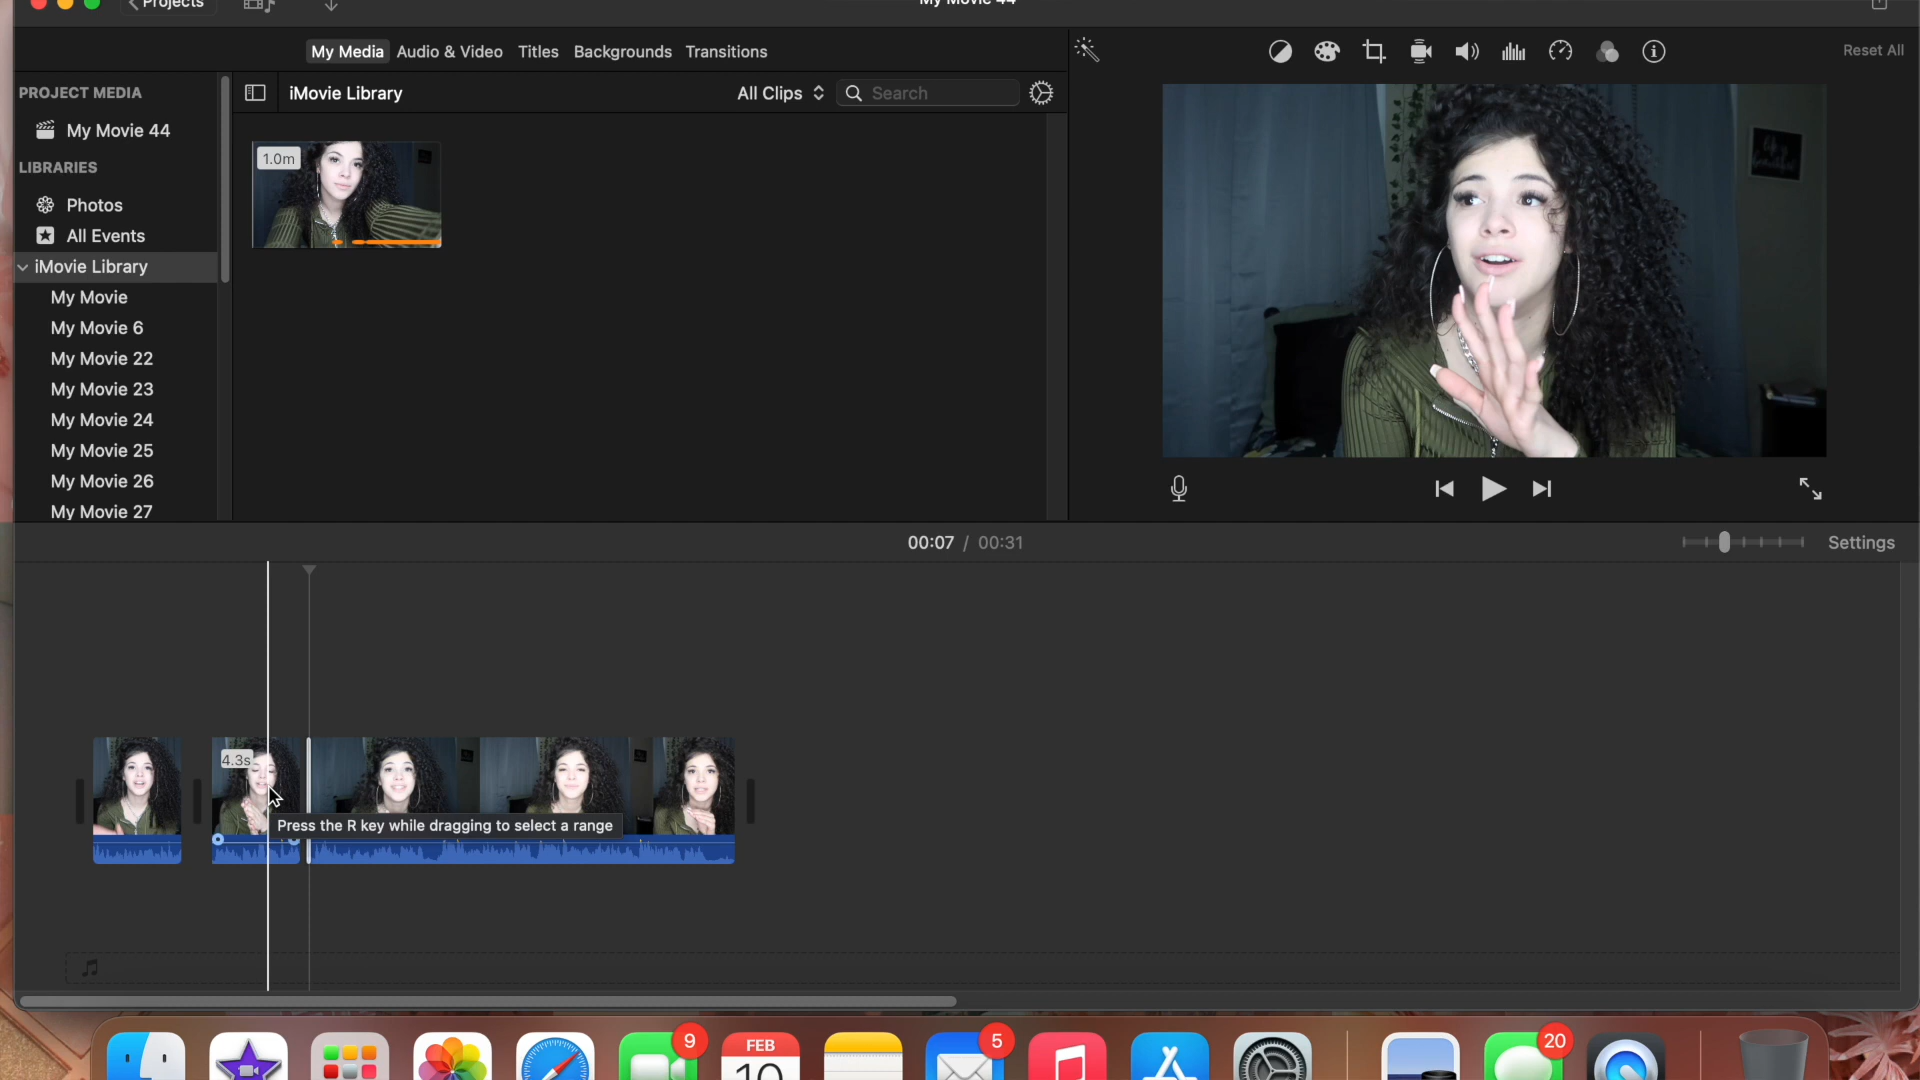 Projects
My Movie 44
My Media Audio & Video Titles Backgrounds Transitions
Reset All
PROJECT MEDIA
My Movie 44
LIBRARIES
Photos
All Events
iMovie Library
My Movie
My Movie 6
My Movie 22
My Movie 23
My Movie 24
My Movie 25
My Movie 26
My Movie 27
iMovie Library
All Clips
Search
1.0m
00:07 / 00:31
Settings
4.3s
Press the R key while dragging to select a range
9
FEB
10
5
20